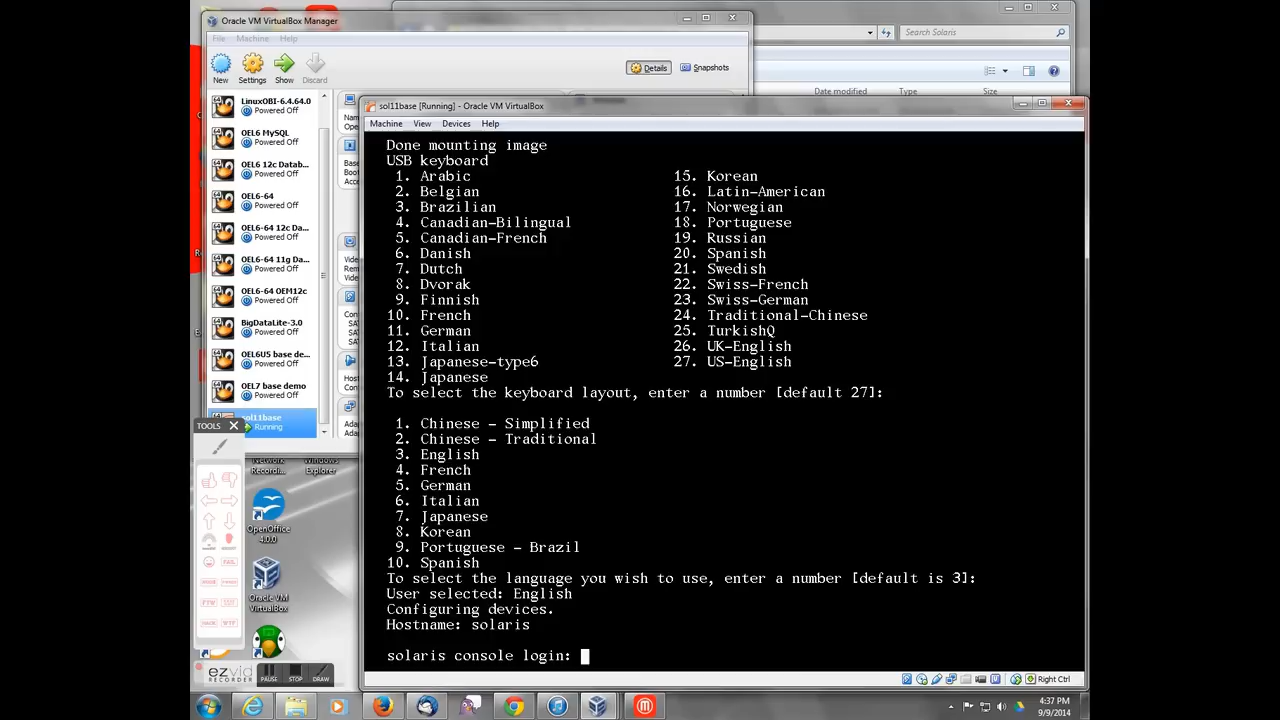 Oracle VM VirtualBox Manager
File Machine Help
New Settings Show Discard
Details Snapshots
Search Solaris
Date modified Type Size
LinuxOBI-6.4.64.0
Powered Off
OEL6 MySQL
Powered Off
OEL6 12c Datab...
Powered Off
OEL6-64
Powered Off
OEL6-64 12c Da...
Powered Off
OEL6-64 11g Da...
Powered Off
OEL6-64 OEM12c
Powered Off
BigDataLite-3.0
Powered Off
OEL6U5 base de...
Powered Off
OEL7 base demo
Powered Off
sol11base
Running
sol11base [Running] - Oracle VM VirtualBox
Machine View Devices Help
Done mounting image
USB keyboard
1. Arabic 15. Korean
2. Belgian 16. Latin-American
3. Brazilian 17. Norwegian
4. Canadian-Bilingual 18. Portuguese
5. Canadian-French 19. Russian
6. Danish 20. Spanish
7. Dutch 21. Swedish
8. Dvorak 22. Swiss-French
9. Finnish 23. Swiss-German
10. French 24. Traditional-Chinese
11. German 25. TurkishQ
12. Italian 26. UK-English
13. Japanese-type6 27. US-English
14. Japanese
To select the keyboard layout, enter a number [default 27]:
1. Chinese - Simplified
2. Chinese - Traditional
3. English
4. French
5. German
6. Italian
7. Japanese
8. Korean
9. Portuguese - Brazil
Spanish
To select the language you wish to use, enter a number [default is 3]:
User selected: English
Configuring devices.
Hostname: solaris
solaris console login:
Right Ctrl
TOOLS
Network
Recordi...
Windows
Explorer
OpenOffice
4.0.0
Oracle VM
VirtualBox
ezvid
RECORDER
PAUSE STOP DRAW
4:37 PM
9/9/2014